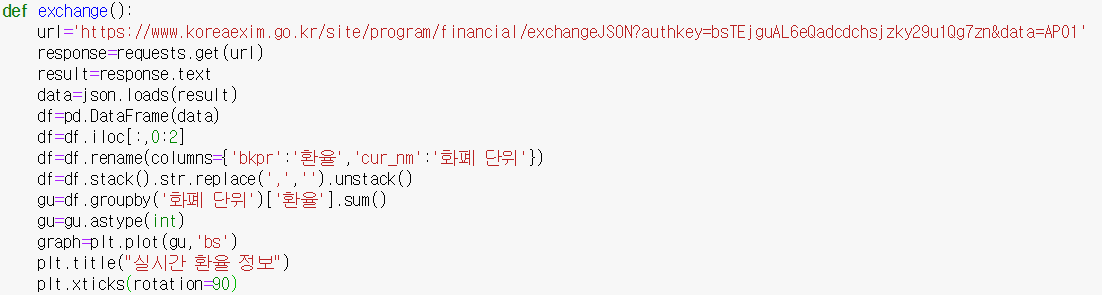 def exchange():
    url='https://www.koreaexim.go.kr/site/program/financial/exchangeJSON?authkey=bsTEjguAL6eQadcdchsjzky29u1Qg7zn&data=AP01'
    response=requests.get(url)
    result=response.text
    data=json.loads(result)
    df=pd.DataFrame(data)
    df=df.iloc[:,0:2]
    df=df.rename(columns={'bkpr':'환율','cur_nm':'화폐 단위'})
    df=df.stack().str.replace(',','').unstack()
    gu=df.groupby('화폐 단위')['환율'].sum()
    gu=gu.astype(int)
    graph=plt.plot(gu,'bs')
    plt.title("실시간 환율 정보")
    plt.xticks(rotation=90)